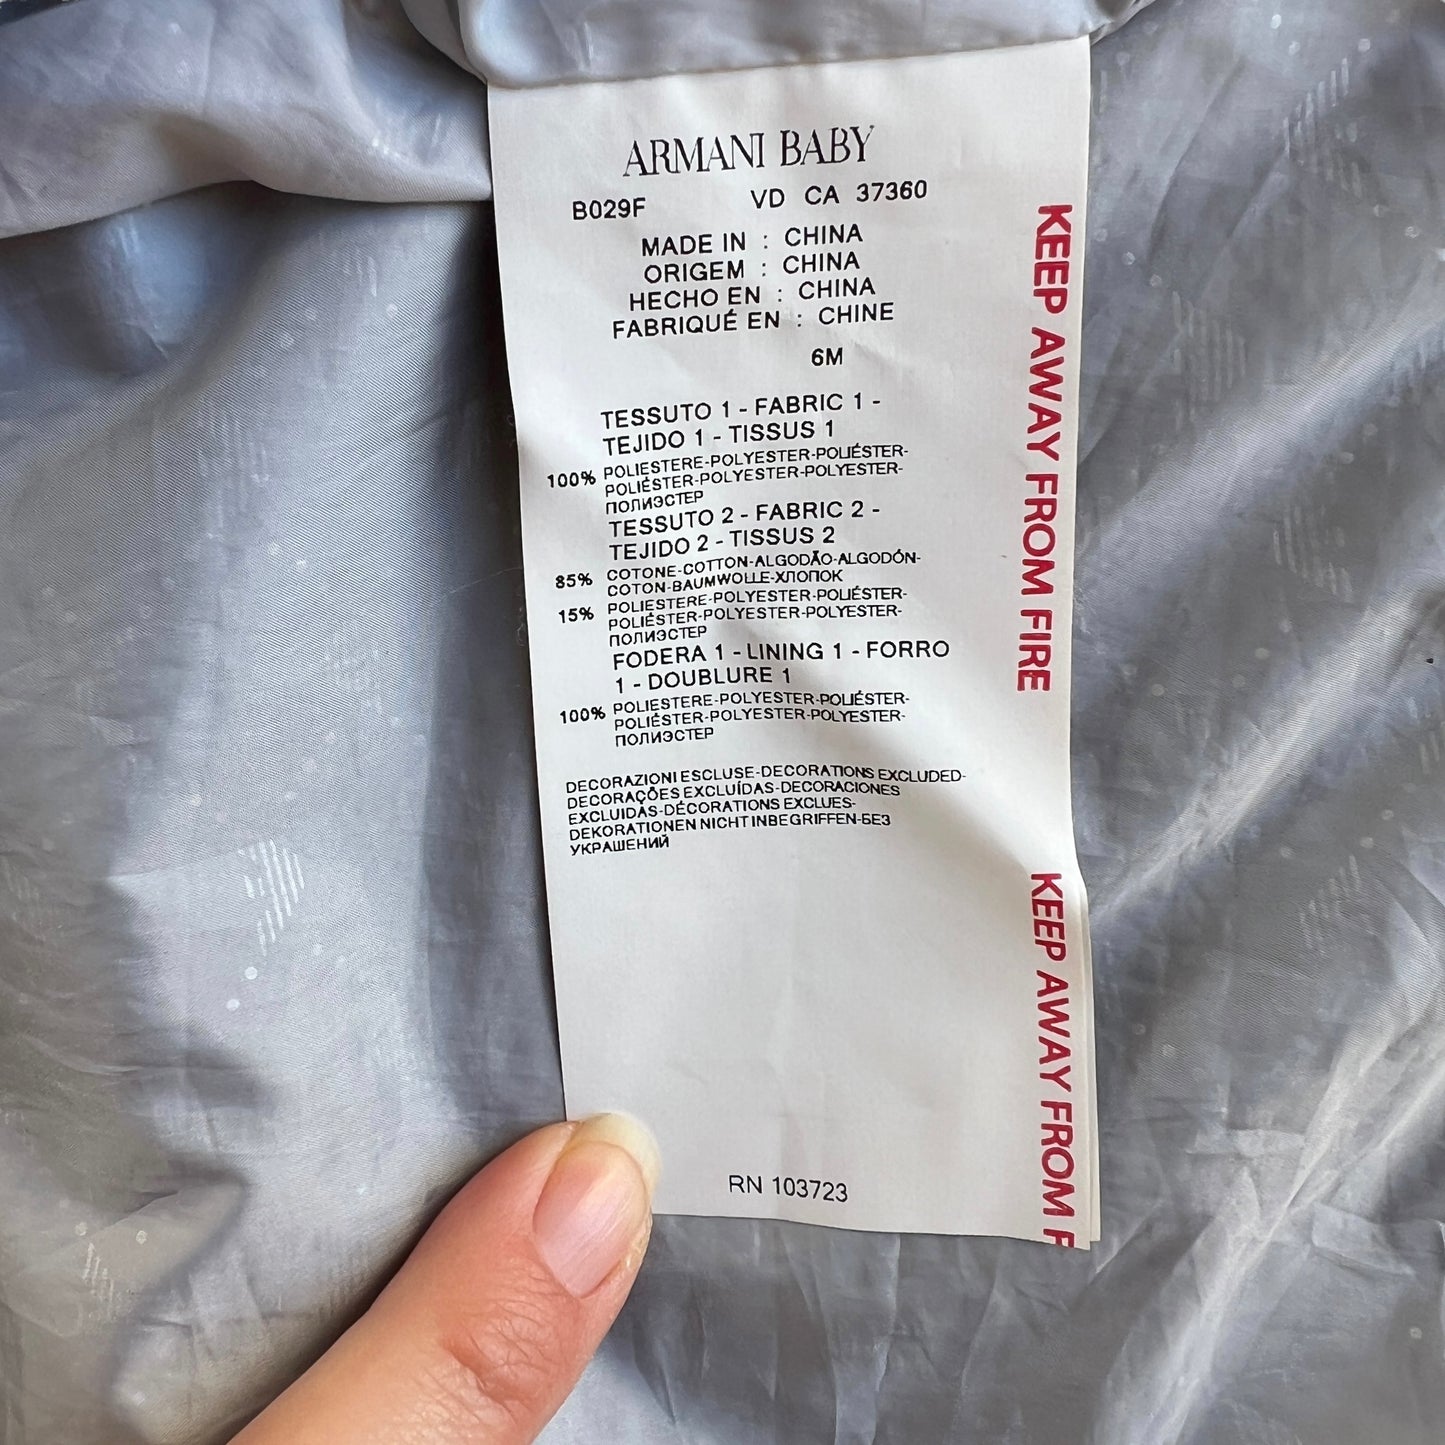 ARMANI BABY
B029F VD CA 37360
MADE IN : CHINA
ORIGEM : CHINA
HECHO EN : CHINA
FABRIQUÉ EN : CHINE
6M
TESSUTO 1 - FABRIC 1 -
TEJIDO 1 - TISSUS 1
100% POLIESTERE-POLYESTER-POLIÉSTER-
POLIÉSTER-POLYESTER-POLYESTER-
ПОЛИЭСТЕР
TESSUTO 2 - FABRIC 2 -
TEJIDO 2 - TISSUS 2
85% COTONE-COTTON-ALGODÃO-ALGODÓN-
COTON-BAUMWOLLE-ХЛОПОК
15% POLIESTERE-POLYESTER-POLIÉSTER-
POLIÉSTER-POLYESTER-POLYESTER-
ПОЛИЭСТЕР
FODERA 1 - LINING 1 - FORRO
1 - DOUBLURE 1
100% POLIESTERE-POLYESTER-POLIÉSTER-
POLIÉSTER-POLYESTER-POLYESTER-
ПОЛИЭСТЕР
DECORAZIONI ESCLUSE-DECORATIONS EXCLUDED-
DECORAÇÕES EXCLUÍDAS-DECORACIONES
EXCLUIDAS-DÉCORATIONS EXCLUES-
DEKORATIONEN NICHT INBEGRIFFEN-БЕЗ
УКРАШЕНИЙ
RN 103723
KEEP AWAY FROM FIRE
KEEP AWAY FROM F